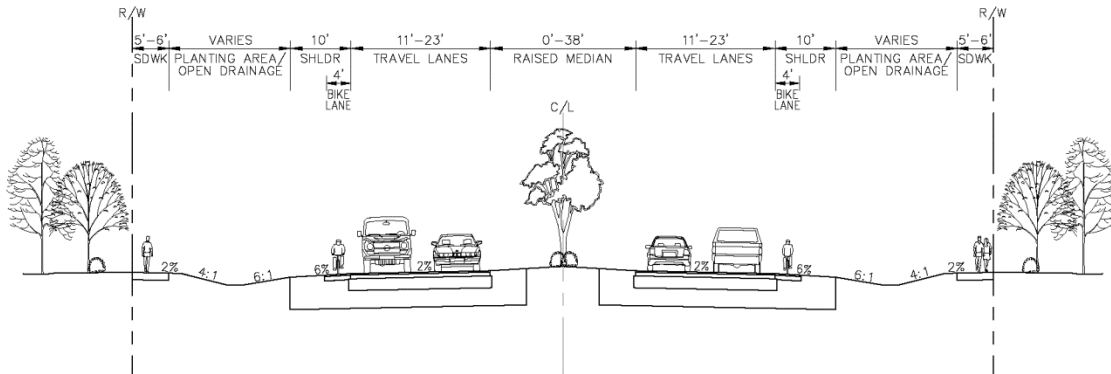 R/W
R/W
5'-6'
VARIES
10'
11'-23'
0'-38'
11'-23'
10'
VARIES
5'-6'
SDWK
PLANTING AREA/
OPEN DRAINAGE
SHLDR
TRAVEL LANES
RAISED MEDIAN
TRAVEL LANES
SHLDR
PLANTING AREA/
OPEN DRAINAGE
SDWK
4'
BIKE
LANE
4'
BIKE
LANE
C/L
2%
4:1
6:1
6%
2%
2%
6%
6:1
4:1
2%